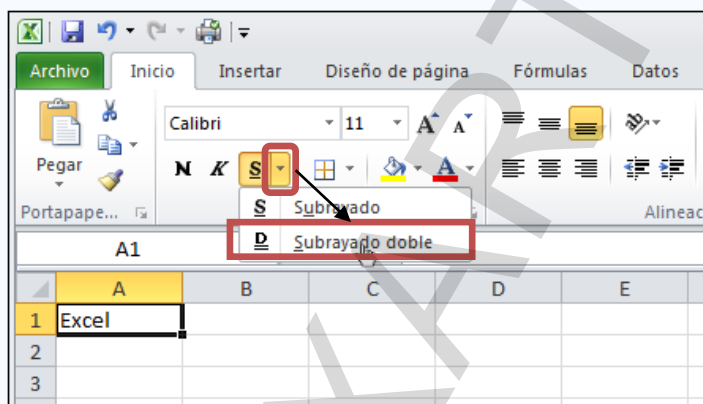 Archivo Inicio Insertar Diseño de página Fórmulas Datos
Calibri 11 A A
Pegar N K S A
Portapape... Alineac
S Subrayado
D Subrayado doble
A1
A B C D E
1 Excel
2
3